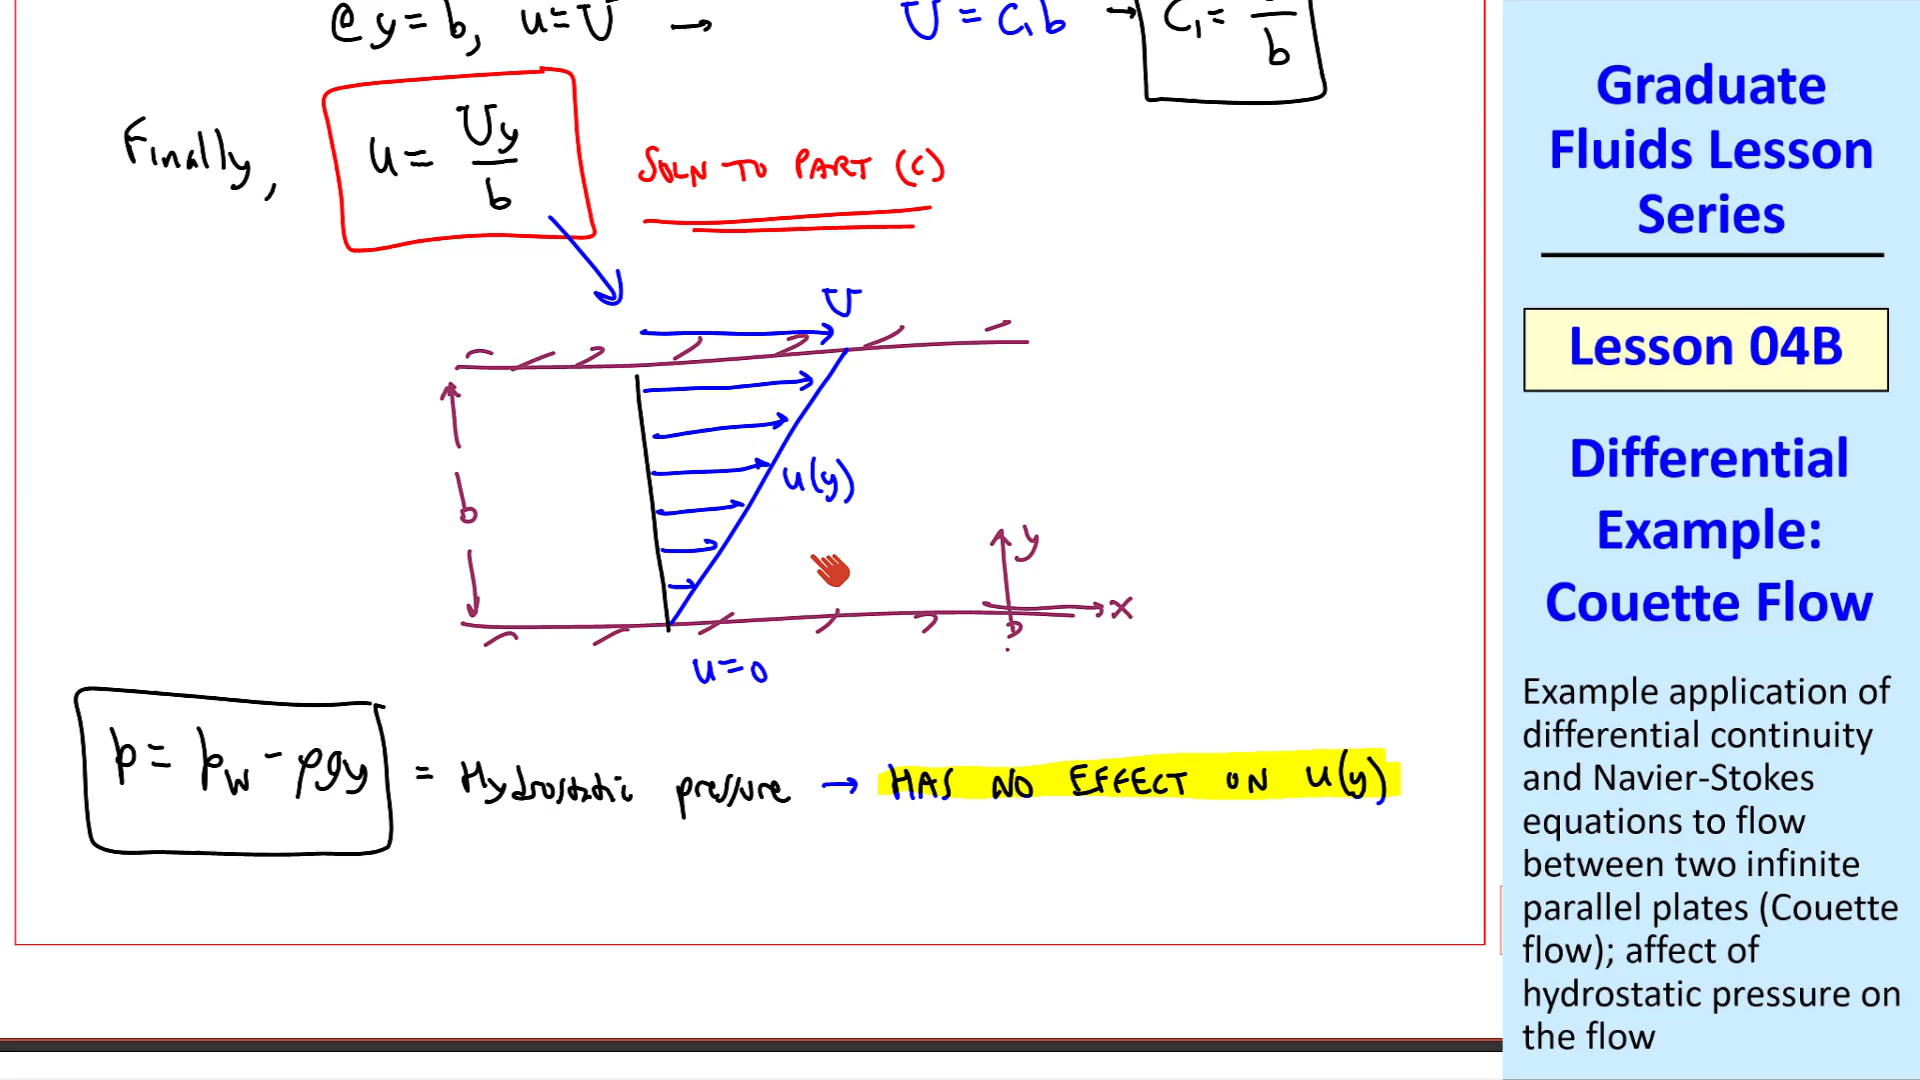 @ y = b, u = U → U = C₁b → C₁ = /b
Finally, u = Uy/b SOLN TO PART (C)
U
b
u(y)
y
x
u=0
p = p_W - ρgy = Hydrostatic pressure → HAS NO EFFECT ON u(y)
Graduate
Fluids Lesson
Series
Lesson 04B
Differential
Example:
Couette Flow
Example application of
differential continuity
and Navier-Stokes
equations to flow
between two infinite
parallel plates (Couette
flow); affect of
hydrostatic pressure on
the flow